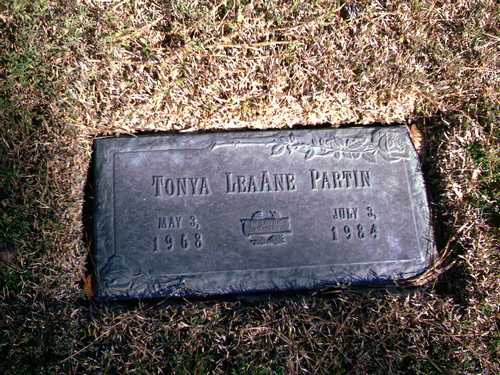 Tonya LeaAne Partin
MAY 3, JULY 3,
1968 1984